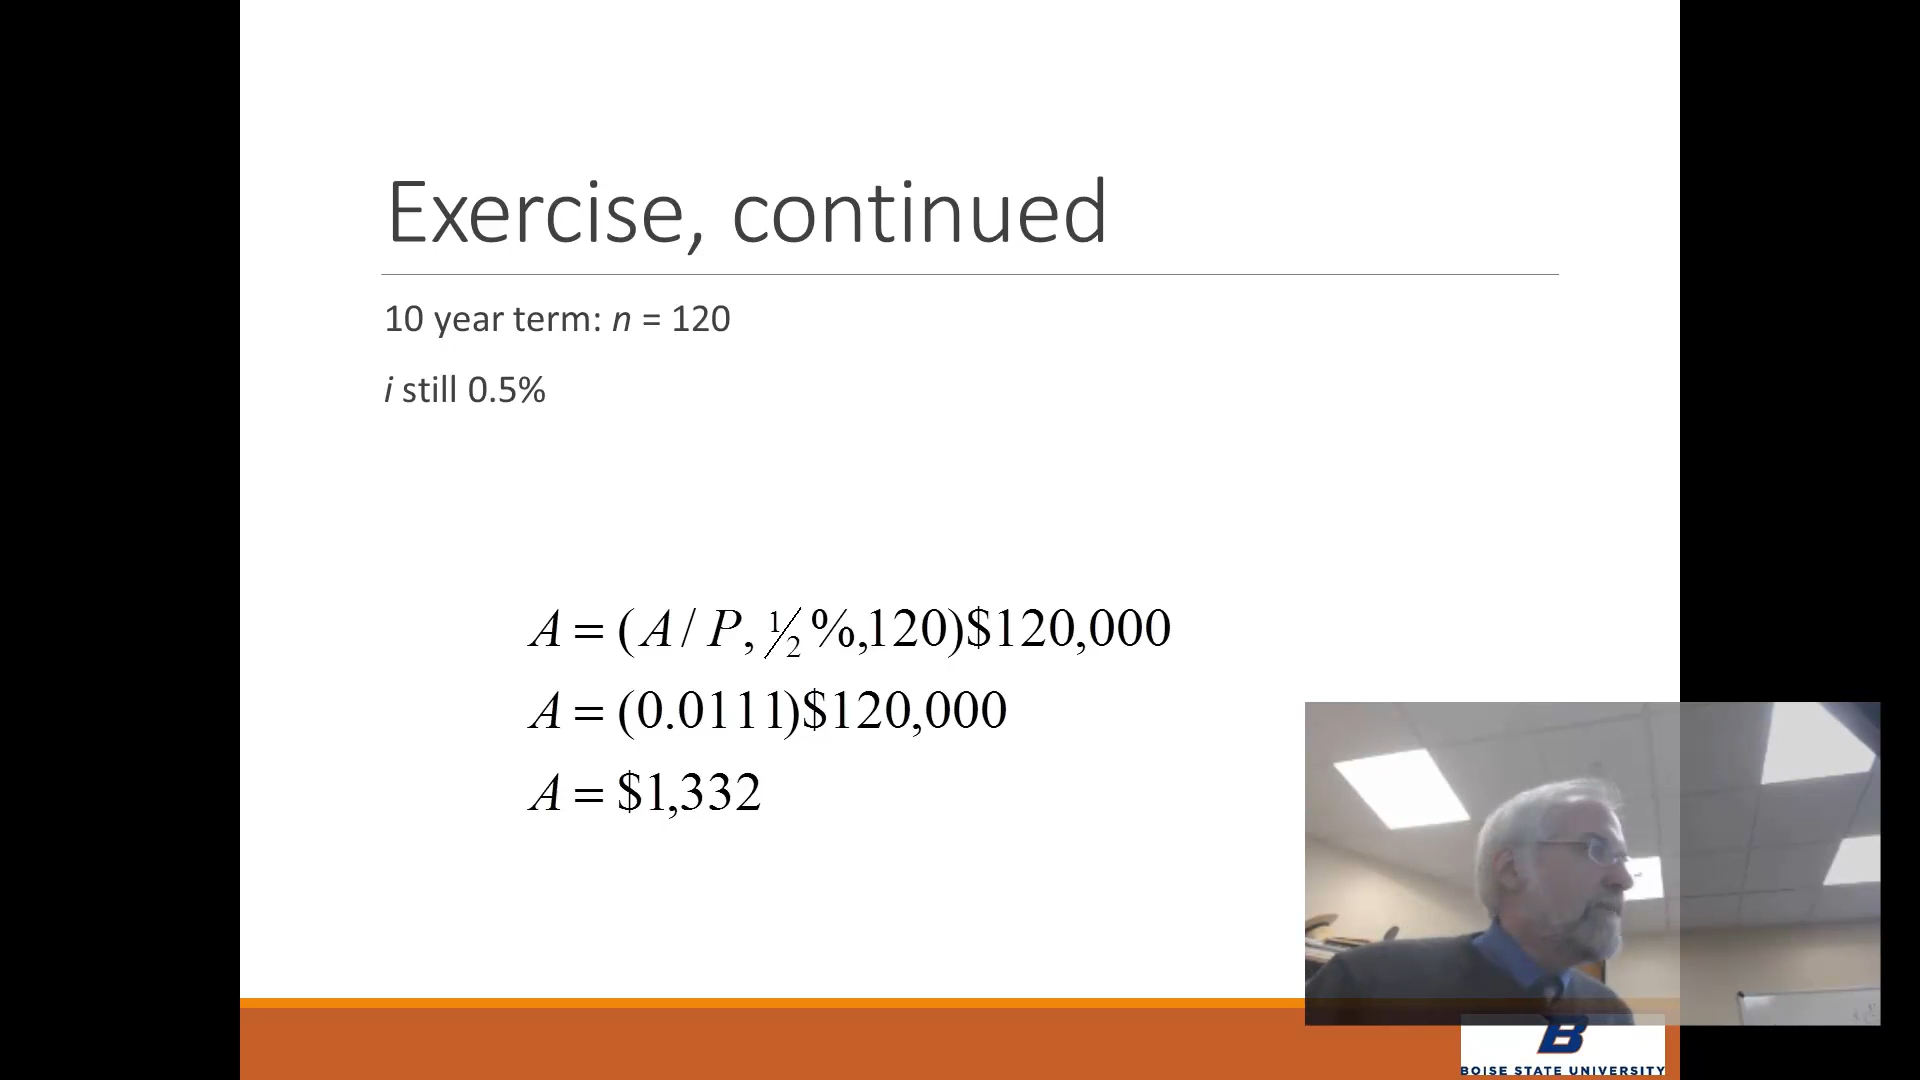 Exercise, continued
10 year term: n = 120
i still 0.5%
A = (A / P, ½ %,120)$120,000
A = (0.0111)$120,000
A = $1,332
B
BOISE STATE UNIVERSITY